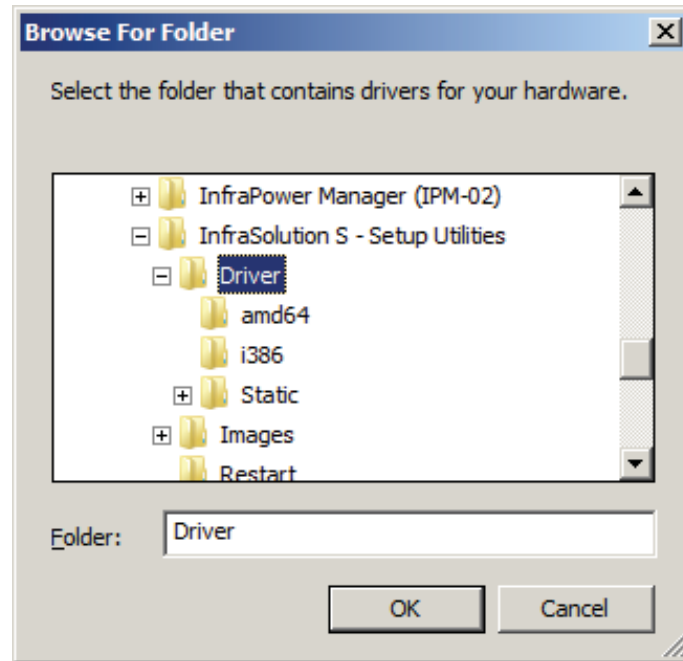 Browse For Folder
Select the folder that contains drivers for your hardware.
InfraPower Manager (IPM-02)
InfraSolution S - Setup Utilities
Driver
amd64
i386
Static
Images
Restart
Folder: Driver
OK Cancel